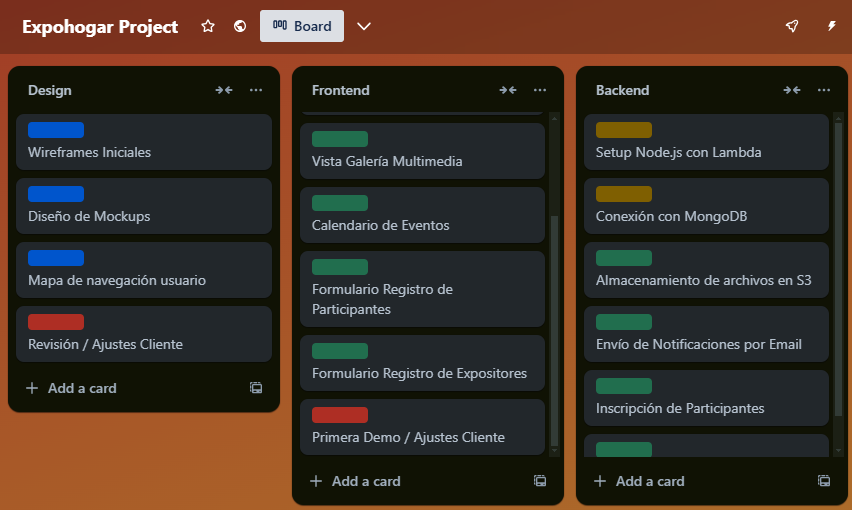 Expohogar Project
Board
Design
Wireframes Iniciales
Diseño de Mockups
Mapa de navegación usuario
Revisión / Ajustes Cliente
Add a card
Frontend
Vista Galería Multimedia
Calendario de Eventos
Formulario Registro de
Participantes
Formulario Registro de Expositores
Primera Demo / Ajustes Cliente
Add a card
Backend
Setup Node.js con Lambda
Conexión con MongoDB
Almacenamiento de archivos en S3
Envío de Notificaciones por Email
Inscripción de Participantes
Add a card